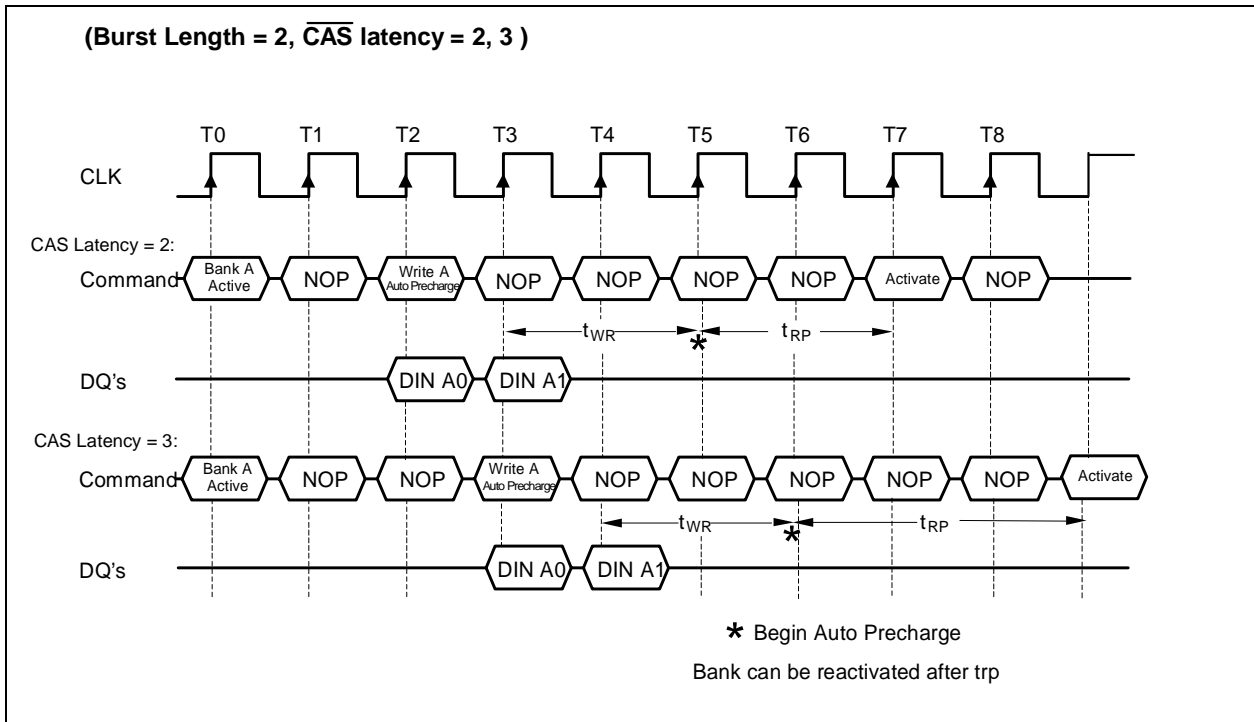 (Burst Length = 2, CAS latency = 2, 3 )
T0 T1 T2 T3 T4 T5 T6 T7 T8
CLK
CAS Latency = 2:
Command Bank A Active NOP Write A Auto Precharge NOP NOP NOP NOP Activate NOP
tWR tRP
*
DQ's DIN A0 DIN A1
CAS Latency = 3:
Command Bank A Active NOP NOP Write A Auto Precharge NOP NOP NOP NOP NOP Activate
tWR tRP
*
DQ's DIN A0 DIN A1
* Begin Auto Precharge
Bank can be reactivated after trp